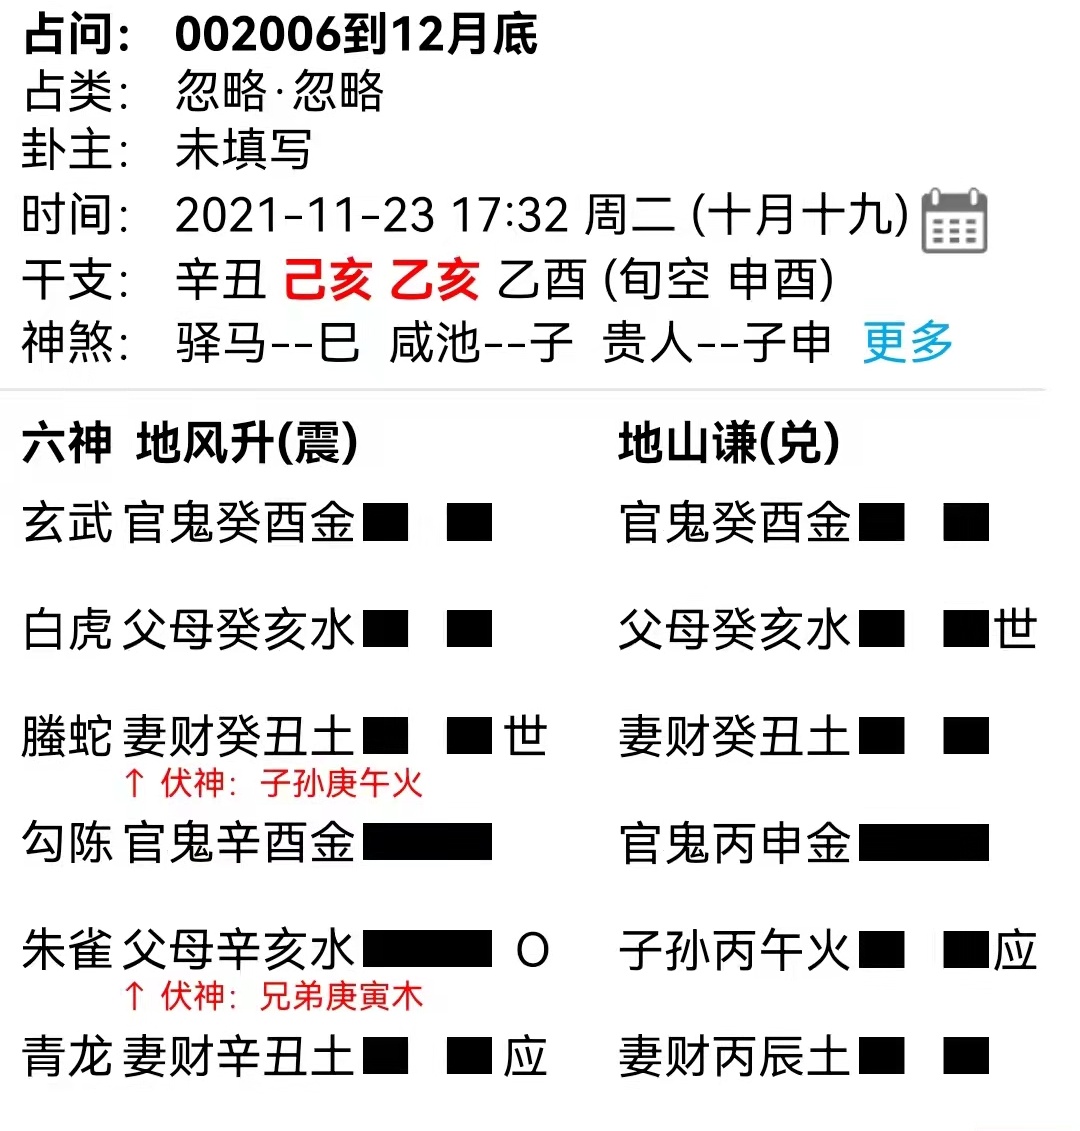 占问： 002006到12月底
占类： 忽略·忽略
卦主： 未填写
时间： 2021-11-23 17:32 周二 (十月十九)
干支： 辛丑 己亥 乙亥 乙酉 (旬空 申酉)
神煞： 驿马--巳 咸池--子 贵人--子申 更多
六神 地风升(震) 地山谦(兑)
玄武 官鬼癸酉金 官鬼癸酉金
白虎 父母癸亥水 父母癸亥水 世
螣蛇 妻财癸丑土 世 妻财癸丑土
↑ 伏神： 子孙庚午火
勾陈 官鬼辛酉金 官鬼丙申金
朱雀 父母辛亥水 O 子孙丙午火 应
↑ 伏神： 兄弟庚寅木
青龙 妻财辛丑土 应 妻财丙辰土